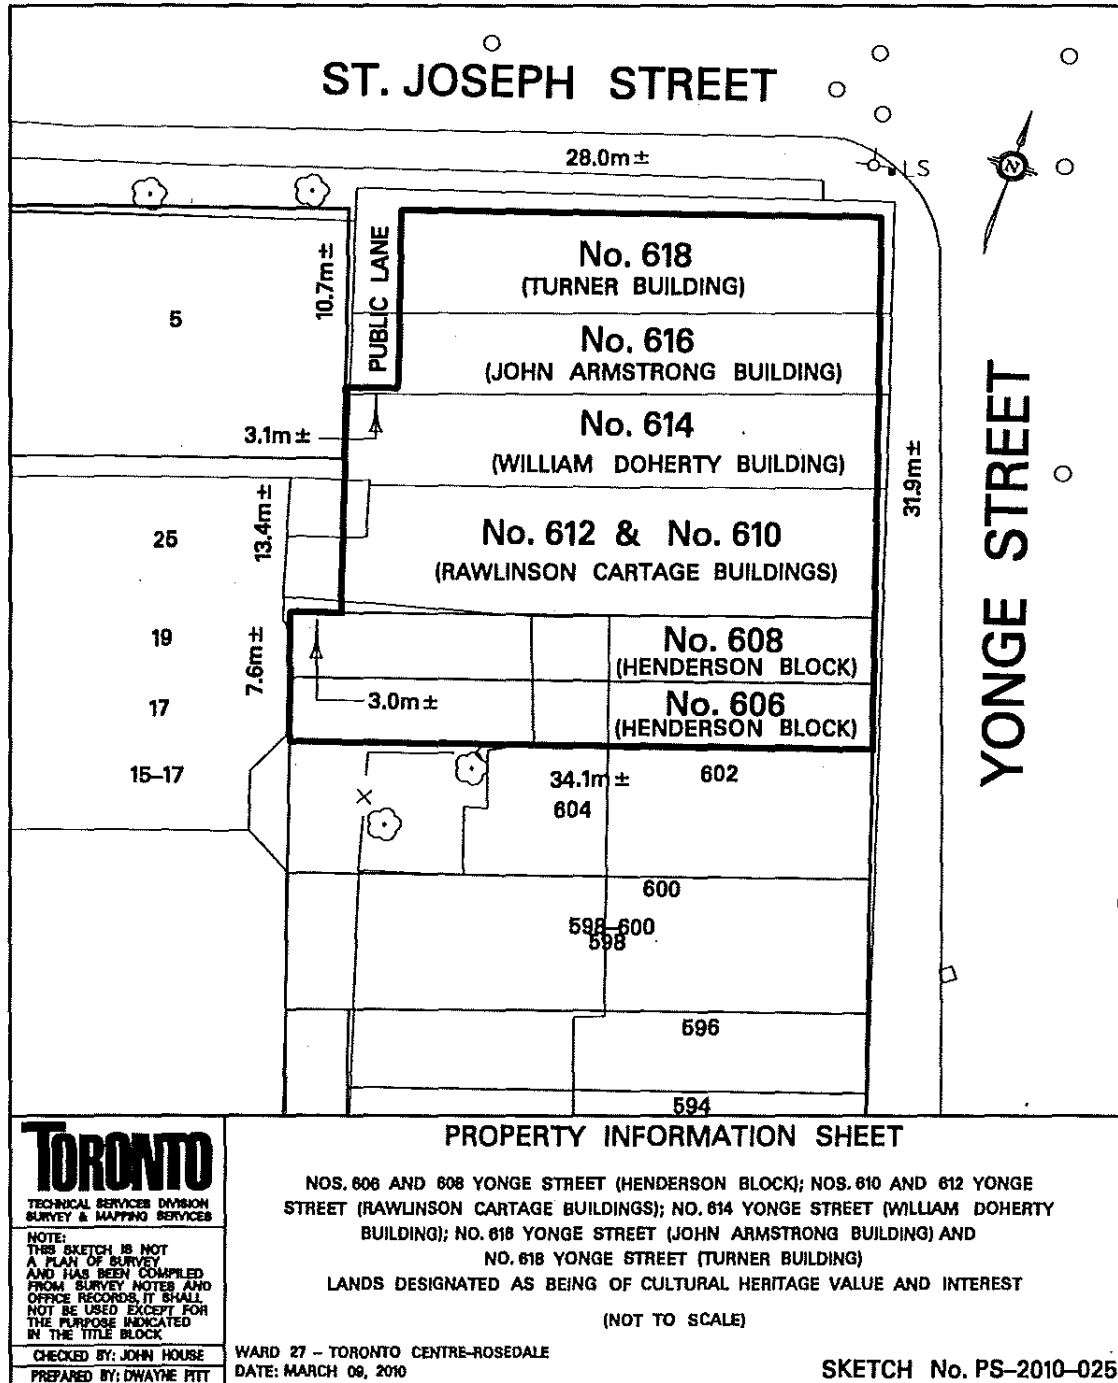 ST. JOSEPH STREET
28.0m±
LS
N
No. 618
(TURNER BUILDING)
10.7m±
PUBLIC LANE
5
No. 616
(JOHN ARMSTRONG BUILDING)
3.1m±
No. 614
(WILLIAM DOHERTY BUILDING)
31.9m±
YONGE STREET
13.4m±
25
No. 612 & No. 610
(RAWLINSON CARTAGE BUILDINGS)
19
7.6m±
No. 608
(HENDERSON BLOCK)
17
3.0m±
No. 606
(HENDERSON BLOCK)
15-17
34.1m±
602
604
600
598-600
598
596
594
TORONTO
TECHNICAL SERVICES DIVISION
SURVEY & MAPPING SERVICES
NOTE:
THIS SKETCH IS NOT
A PLAN OF SURVEY
AND HAS BEEN COMPILED
FROM SURVEY NOTES AND
OFFICE RECORDS. IT SHALL
NOT BE USED EXCEPT FOR
THE PURPOSE INDICATED
IN THE TITLE BLOCK
CHECKED BY: JOHN HOUSE
PREPARED BY: DWAYNE PITT
PROPERTY INFORMATION SHEET
NOS. 606 AND 608 YONGE STREET (HENDERSON BLOCK); NOS. 610 AND 612 YONGE
STREET (RAWLINSON CARTAGE BUILDINGS); NO. 614 YONGE STREET (WILLIAM DOHERTY
BUILDING); NO. 616 YONGE STREET (JOHN ARMSTRONG BUILDING) AND
NO. 618 YONGE STREET (TURNER BUILDING)
LANDS DESIGNATED AS BEING OF CULTURAL HERITAGE VALUE AND INTEREST
(NOT TO SCALE)
WARD 27 - TORONTO CENTRE-ROSEDALE
DATE: MARCH 09, 2010
SKETCH No. PS-2010-025